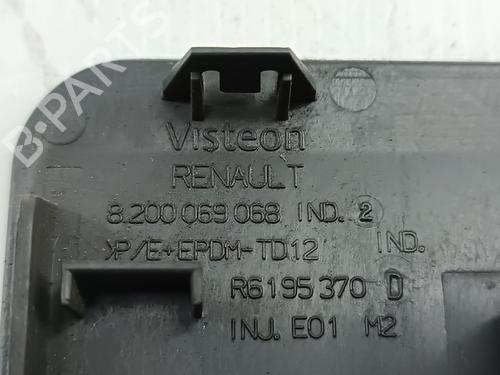 Visteon
RENAULT
8.200 069 068 IND. 2
>P/E+EPDM-TD12 IND.
R6195370 D
INJ. E01 M2
B-PARTS